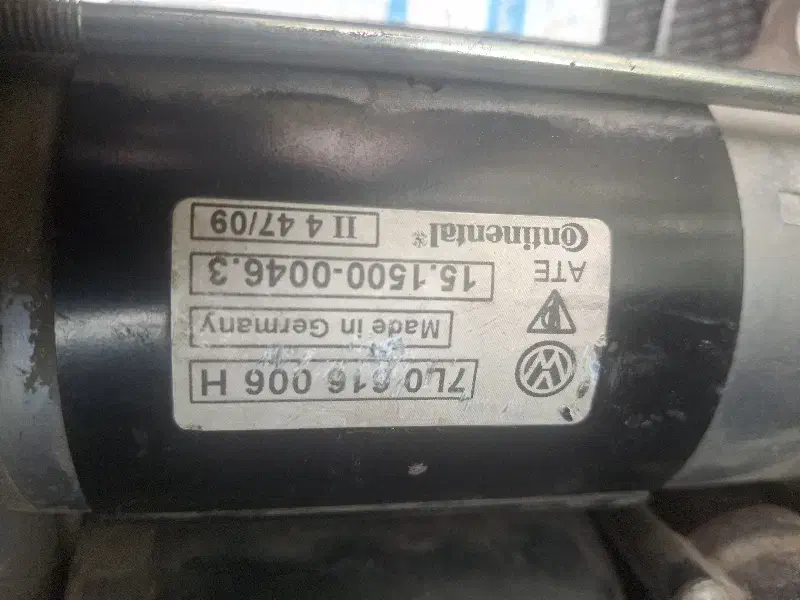 7L0 616 006 H
Made in Germany
15.1500-0046.3
ATE
Continental
II 4 47/09